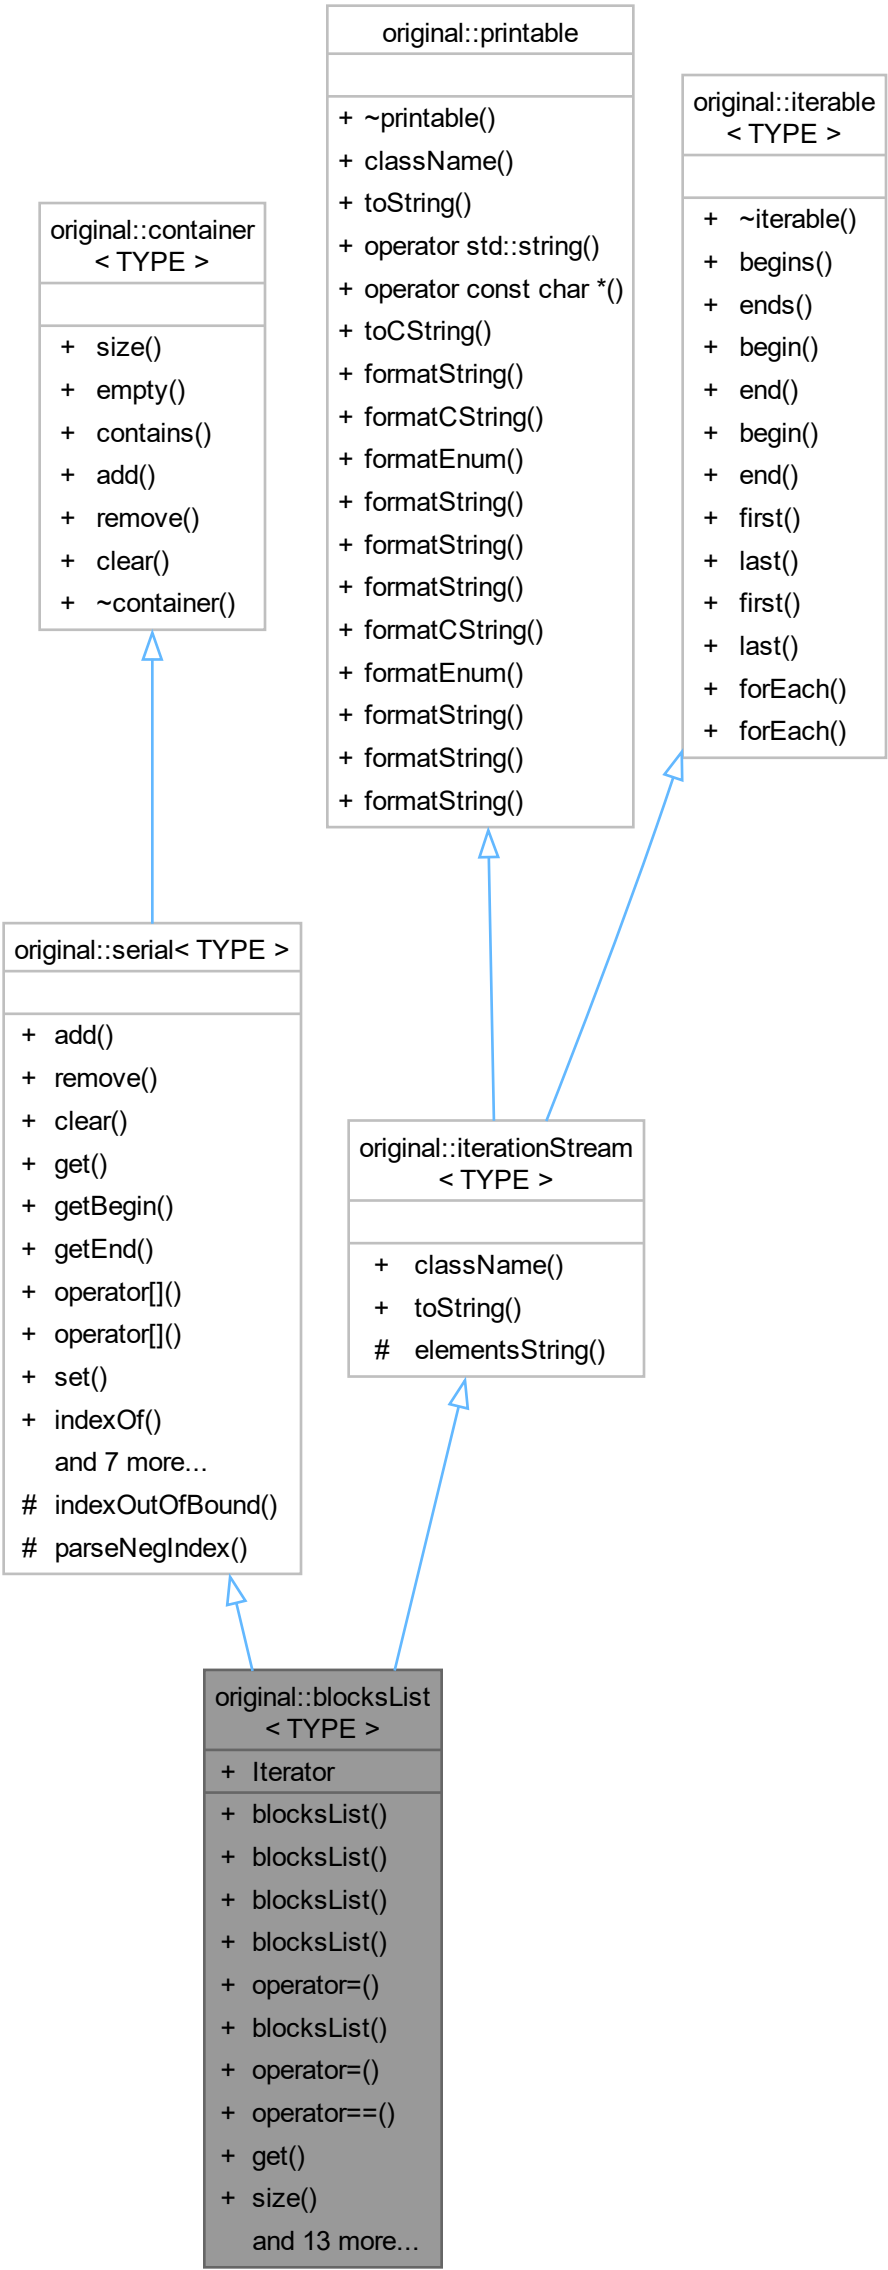 original::printable
+ ~printable()
+ className()
+ toString()
+ operator std::string()
+ operator const char *()
+ toCString()
+ formatString()
+ formatCString()
+ formatEnum()
+ formatString()
+ formatString()
+ formatString()
+ formatCString()
+ formatEnum()
+ formatString()
+ formatString()
+ formatString()
original::iterable
< TYPE >
+ ~iterable()
+ begins()
+ ends()
+ begin()
+ end()
+ begin()
+ end()
+ first()
+ last()
+ first()
+ last()
+ forEach()
+ forEach()
original::container
< TYPE >
+ size()
+ empty()
+ contains()
+ add()
+ remove()
+ clear()
+ ~container()
original::serial< TYPE >
+ add()
+ remove()
+ clear()
+ get()
+ getBegin()
+ getEnd()
+ operator[]()
+ operator[]()
+ set()
+ indexOf()
and 7 more...
# indexOutOfBound()
# parseNegIndex()
original::iterationStream
< TYPE >
+ className()
+ toString()
# elementsString()
original::blocksList
< TYPE >
+ Iterator
+ blocksList()
+ blocksList()
+ blocksList()
+ blocksList()
+ operator=()
+ blocksList()
+ operator=()
+ operator==()
+ get()
+ size()
and 13 more...